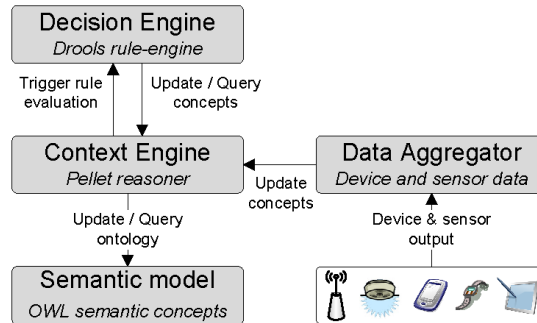 Decision Engine
Drools rule-engine
Trigger rule
evaluation
Update / Query
concepts
Context Engine
Pellet reasoner
Data Aggregator
Device and sensor data
Update
concepts
Update / Query
ontology
Device & sensor
output
Semantic model
OWL semantic concepts